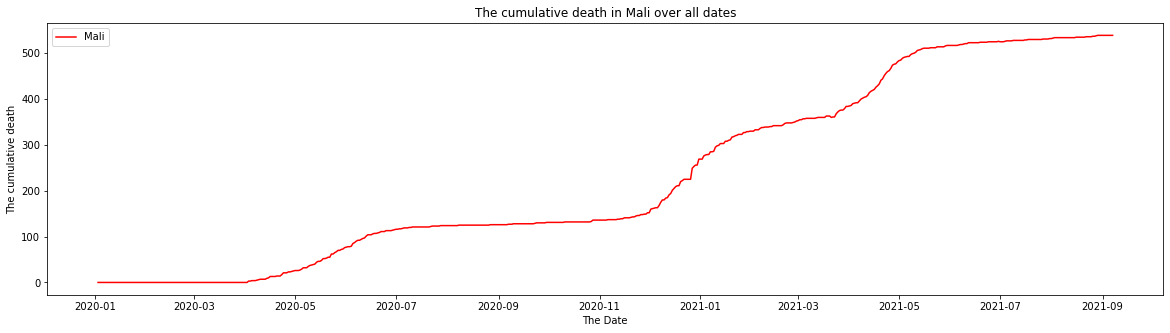 The cumulative death in Mali over all dates
Mali
The cumulative death
500
400
300
200
100
0
2020-01 2020-03 2020-05 2020-07 2020-09 2020-11 2021-01 2021-03 2021-05 2021-07 2021-09
The Date